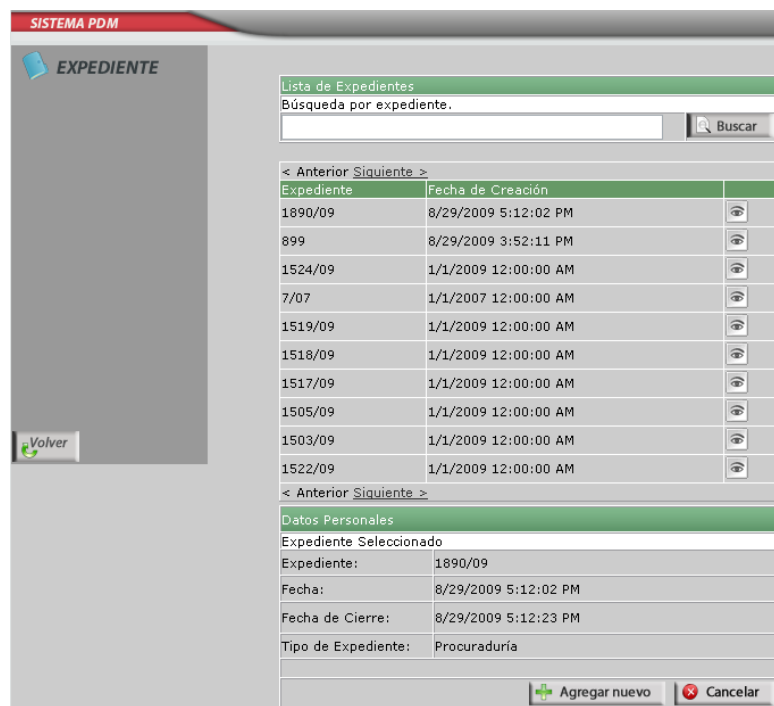 SISTEMA PDM
EXPEDIENTE
Lista de Expedientes
Búsqueda por expediente.
Buscar
< Anterior Siguiente >
Expediente Fecha de Creación
1890/09 8/29/2009 5:12:02 PM
899 8/29/2009 3:52:11 PM
1524/09 1/1/2009 12:00:00 AM
7/07 1/1/2007 12:00:00 AM
1519/09 1/1/2009 12:00:00 AM
1518/09 1/1/2009 12:00:00 AM
1517/09 1/1/2009 12:00:00 AM
1505/09 1/1/2009 12:00:00 AM
1503/09 1/1/2009 12:00:00 AM
1522/09 1/1/2009 12:00:00 AM
< Anterior Siguiente >
Volver
Datos Personales
Expediente Seleccionado
Expediente: 1890/09
Fecha: 8/29/2009 5:12:02 PM
Fecha de Cierre: 8/29/2009 5:12:23 PM
Tipo de Expediente: Procuraduría
Agregar nuevo Cancelar